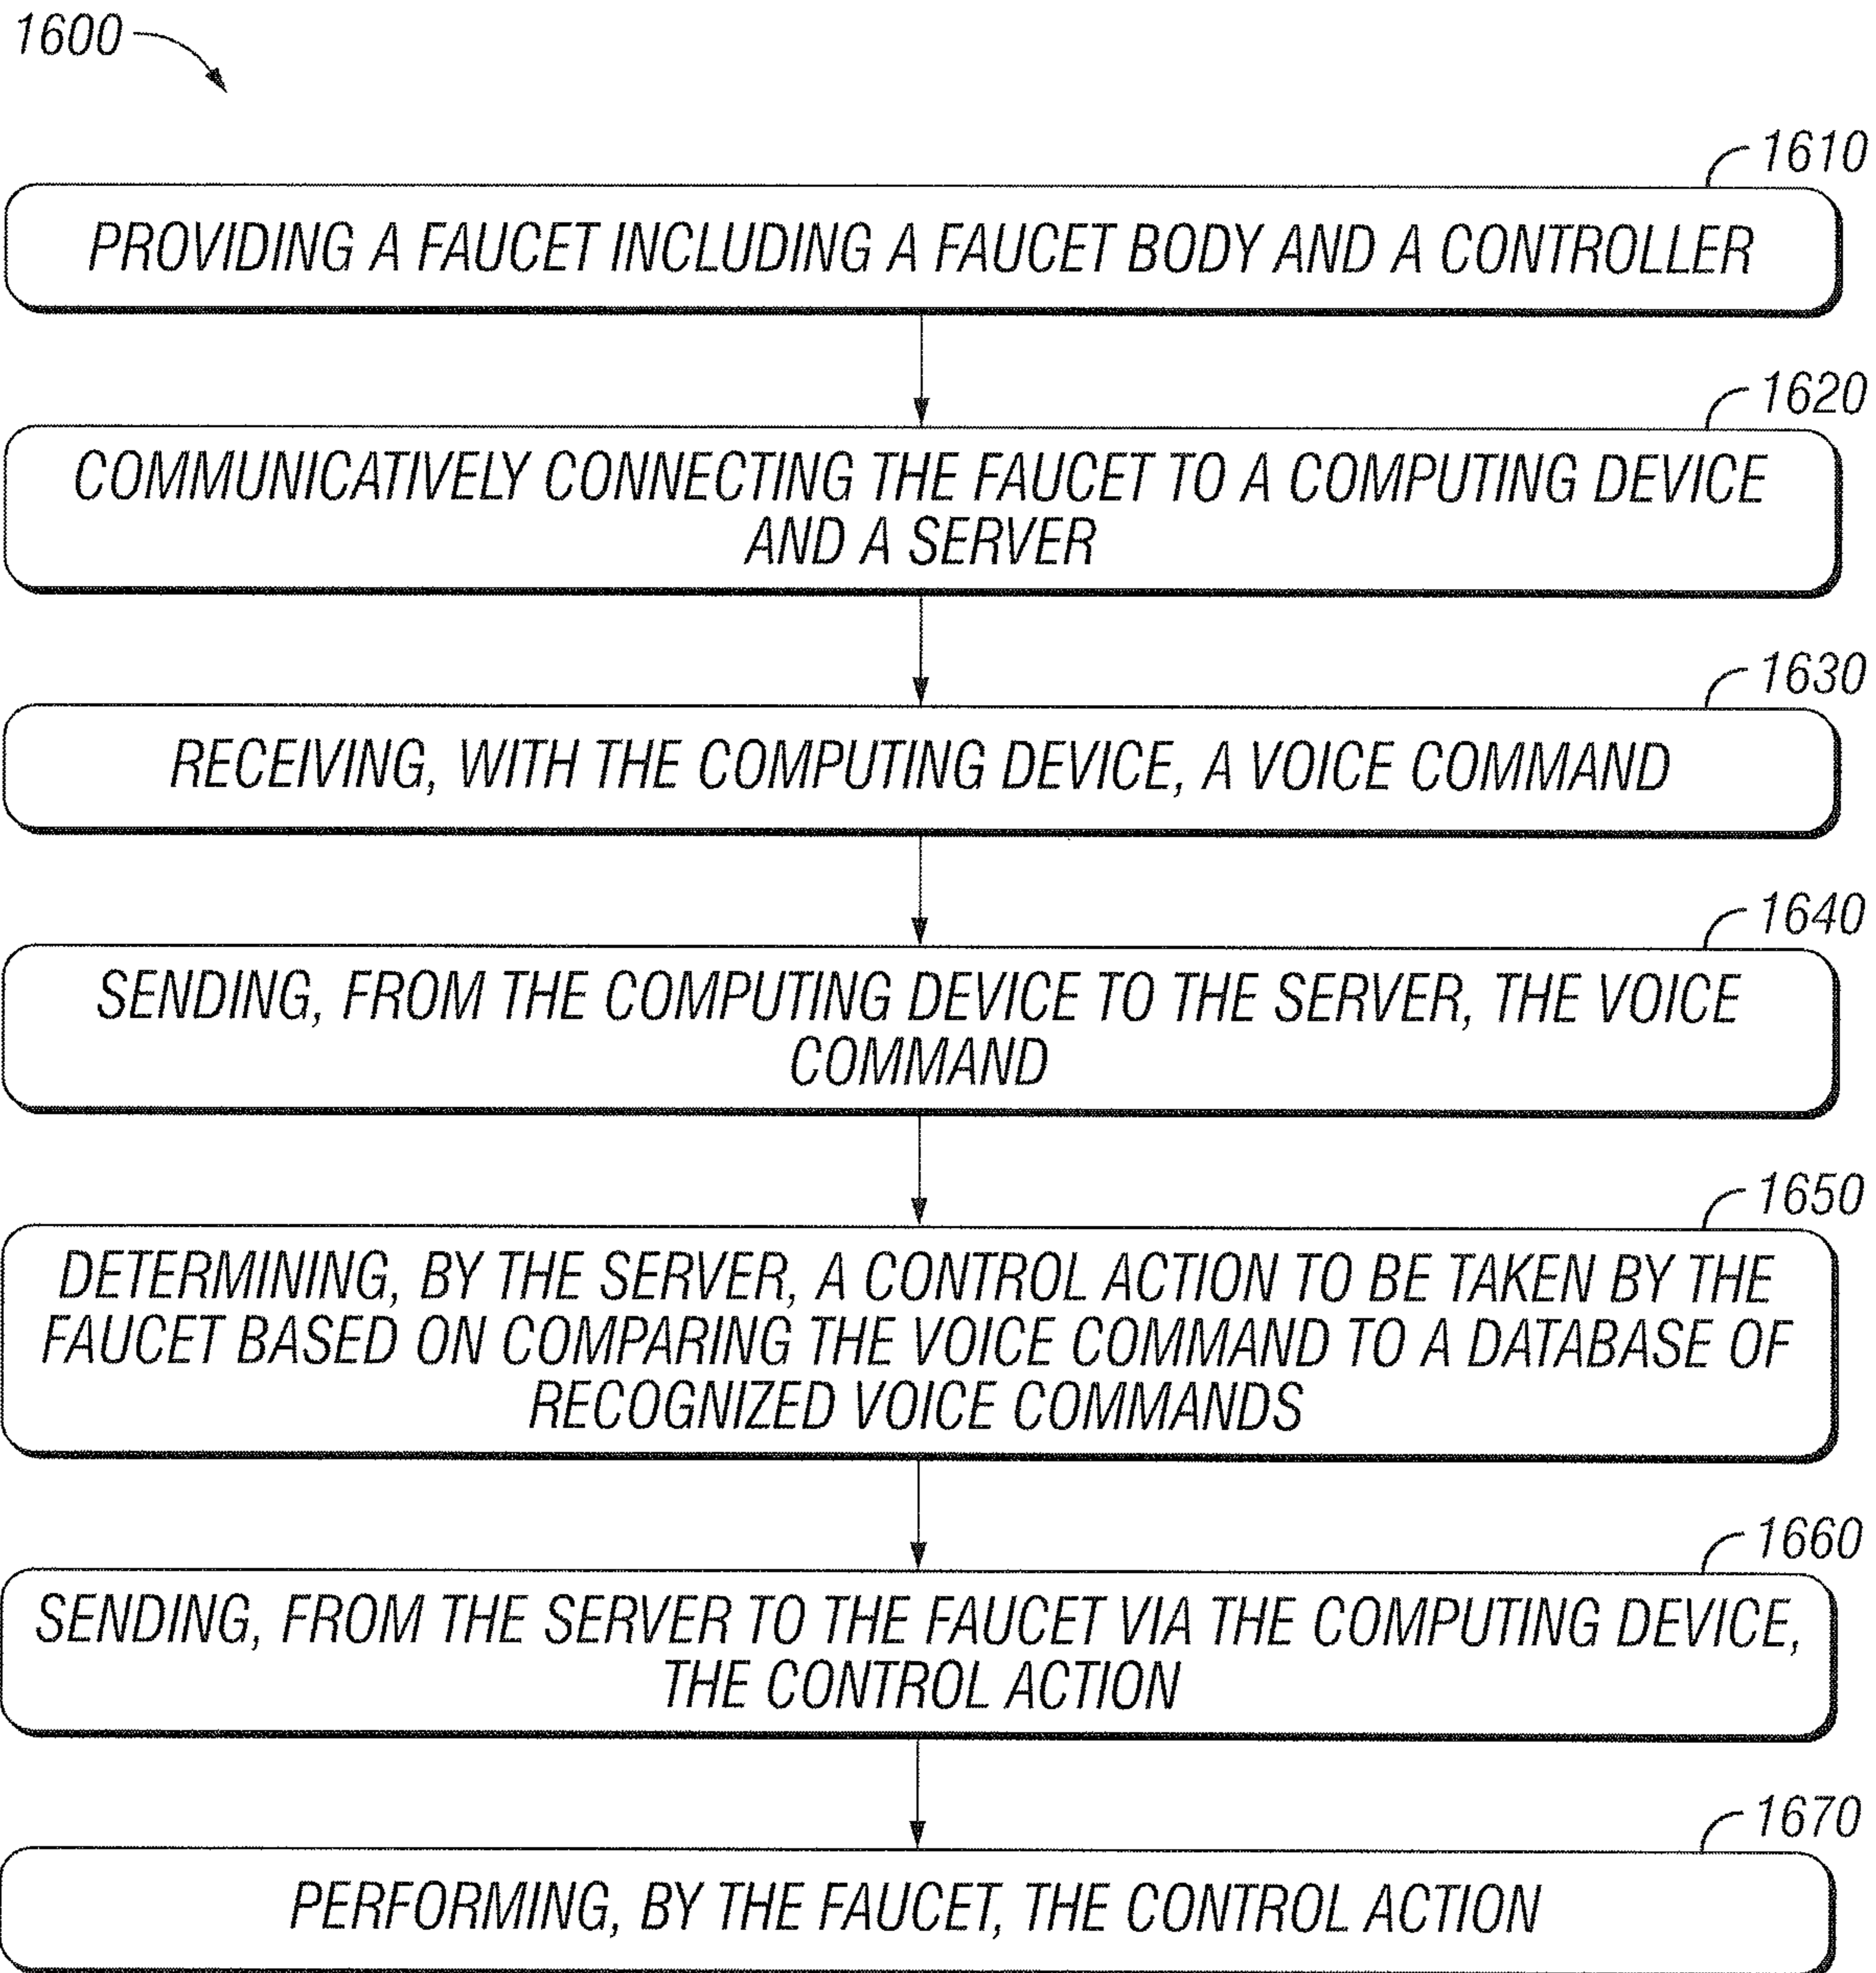 1600
1610
PROVIDING A FAUCET INCLUDING A FAUCET BODY AND A CONTROLLER
1620
COMMUNICATIVELY CONNECTING THE FAUCET TO A COMPUTING DEVICE
AND A SERVER
1630
RECEIVING, WITH THE COMPUTING DEVICE, A VOICE COMMAND
1640
SENDING, FROM THE COMPUTING DEVICE TO THE SERVER, THE VOICE
COMMAND
1650
DETERMINING, BY THE SERVER, A CONTROL ACTION TO BE TAKEN BY THE
FAUCET BASED ON COMPARING THE VOICE COMMAND TO A DATABASE OF
RECOGNIZED VOICE COMMANDS
1660
SENDING, FROM THE SERVER TO THE FAUCET VIA THE COMPUTING DEVICE,
THE CONTROL ACTION
1670
PERFORMING, BY THE FAUCET, THE CONTROL ACTION